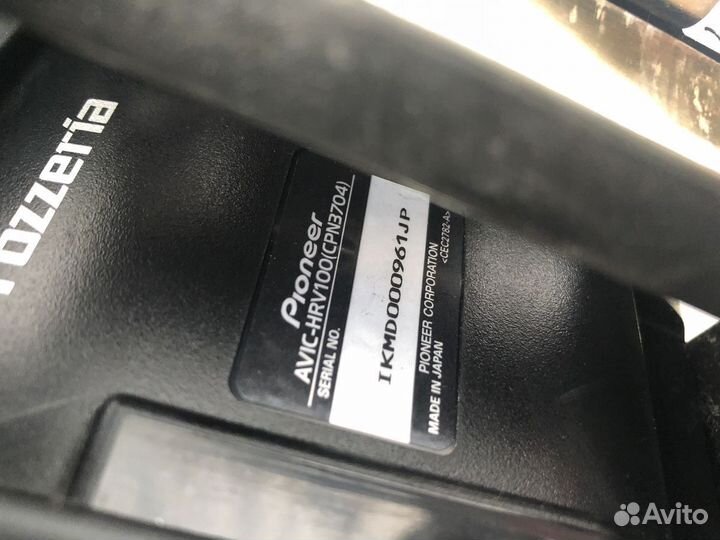 rozzeria
Pioneer
AVIC-HRV100(CPN3704)
SERIAL NO.
IKMD000961JP
PIONEER CORPORATION
MADE IN JAPAN
<CEC2782-A>
Avito